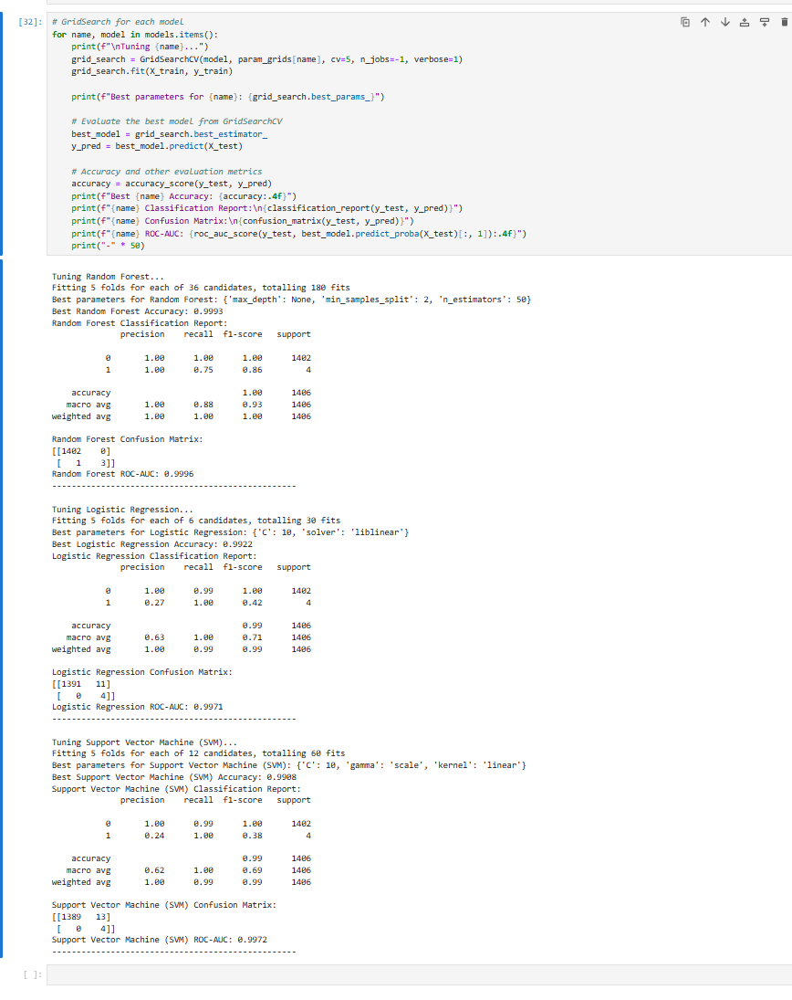 [32]:
# GridSearch for each model
for name, model in models.items():
    print(f"\nTuning {name}...")
    grid_search = GridSearchCV(model, param_grids[name], cv=5, n_jobs=-1, verbose=1)
    grid_search.fit(X_train, y_train)

    print(f"Best parameters for {name}: {grid_search.best_params_}")

    # Evaluate the best model from GridSearchCV
    best_model = grid_search.best_estimator_
    y_pred = best_model.predict(X_test)

    # Accuracy and other evaluation metrics
    accuracy = accuracy_score(y_test, y_pred)
    print(f"Best {name} Accuracy: {accuracy:.4f}")
    print(f"{name} Classification Report:\n{classification_report(y_test, y_pred)}")
    print(f"{name} Confusion Matrix:\n{confusion_matrix(y_test, y_pred)}")
    print(f"{name} ROC-AUC: {roc_auc_score(y_test, best_model.predict_proba(X_test)[:, 1]):.4f}")
    print("-" * 50)

Tuning Random Forest...
Fitting 5 folds for each of 36 candidates, totalling 180 fits
Best parameters for Random Forest: {'max_depth': None, 'min_samples_split': 2, 'n_estimators': 50}
Best Random Forest Accuracy: 0.9993
Random Forest Classification Report:
              precision    recall  f1-score   support

           0       1.00      1.00      1.00      1402
           1       1.00      0.75      0.86         4

    accuracy                           1.00      1406
   macro avg       1.00      0.88      0.93      1406
weighted avg       1.00      1.00      1.00      1406

Random Forest Confusion Matrix:
[[1402    0]
 [   1    3]]
Random Forest ROC-AUC: 0.9996
--------------------------------------------------

Tuning Logistic Regression...
Fitting 5 folds for each of 6 candidates, totalling 30 fits
Best parameters for Logistic Regression: {'C': 10, 'solver': 'liblinear'}
Best Logistic Regression Accuracy: 0.9922
Logistic Regression Classification Report:
              precision    recall  f1-score   support

           0       1.00      0.99      1.00      1402
           1       0.27      1.00      0.42         4

    accuracy                           0.99      1406
   macro avg       0.63      1.00      0.71      1406
weighted avg       1.00      0.99      0.99      1406

Logistic Regression Confusion Matrix:
[[1391   11]
 [   0    4]]
Logistic Regression ROC-AUC: 0.9971
--------------------------------------------------

Tuning Support Vector Machine (SVM)...
Fitting 5 folds for each of 12 candidates, totalling 60 fits
Best parameters for Support Vector Machine (SVM): {'C': 10, 'gamma': 'scale', 'kernel': 'linear'}
Best Support Vector Machine (SVM) Accuracy: 0.9908
Support Vector Machine (SVM) Classification Report:
              precision    recall  f1-score   support

           0       1.00      0.99      1.00      1402
           1       0.24      1.00      0.38         4

    accuracy                           0.99      1406
   macro avg       0.62      1.00      0.69      1406
weighted avg       1.00      0.99      0.99      1406

Support Vector Machine (SVM) Confusion Matrix:
[[1389   13]
 [   0    4]]
Support Vector Machine (SVM) ROC-AUC: 0.9972
--------------------------------------------------
[ ]: